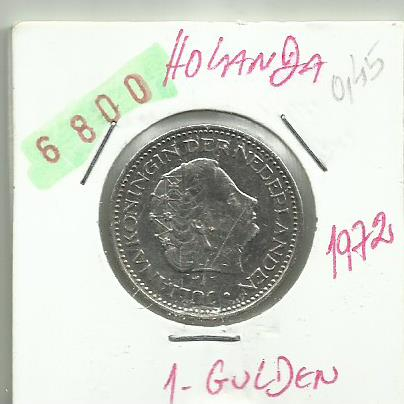 HOLANDA
0,45
6800
JULIANA KONINGIN DER NEDERLANDEN
1972
1-GULDEN